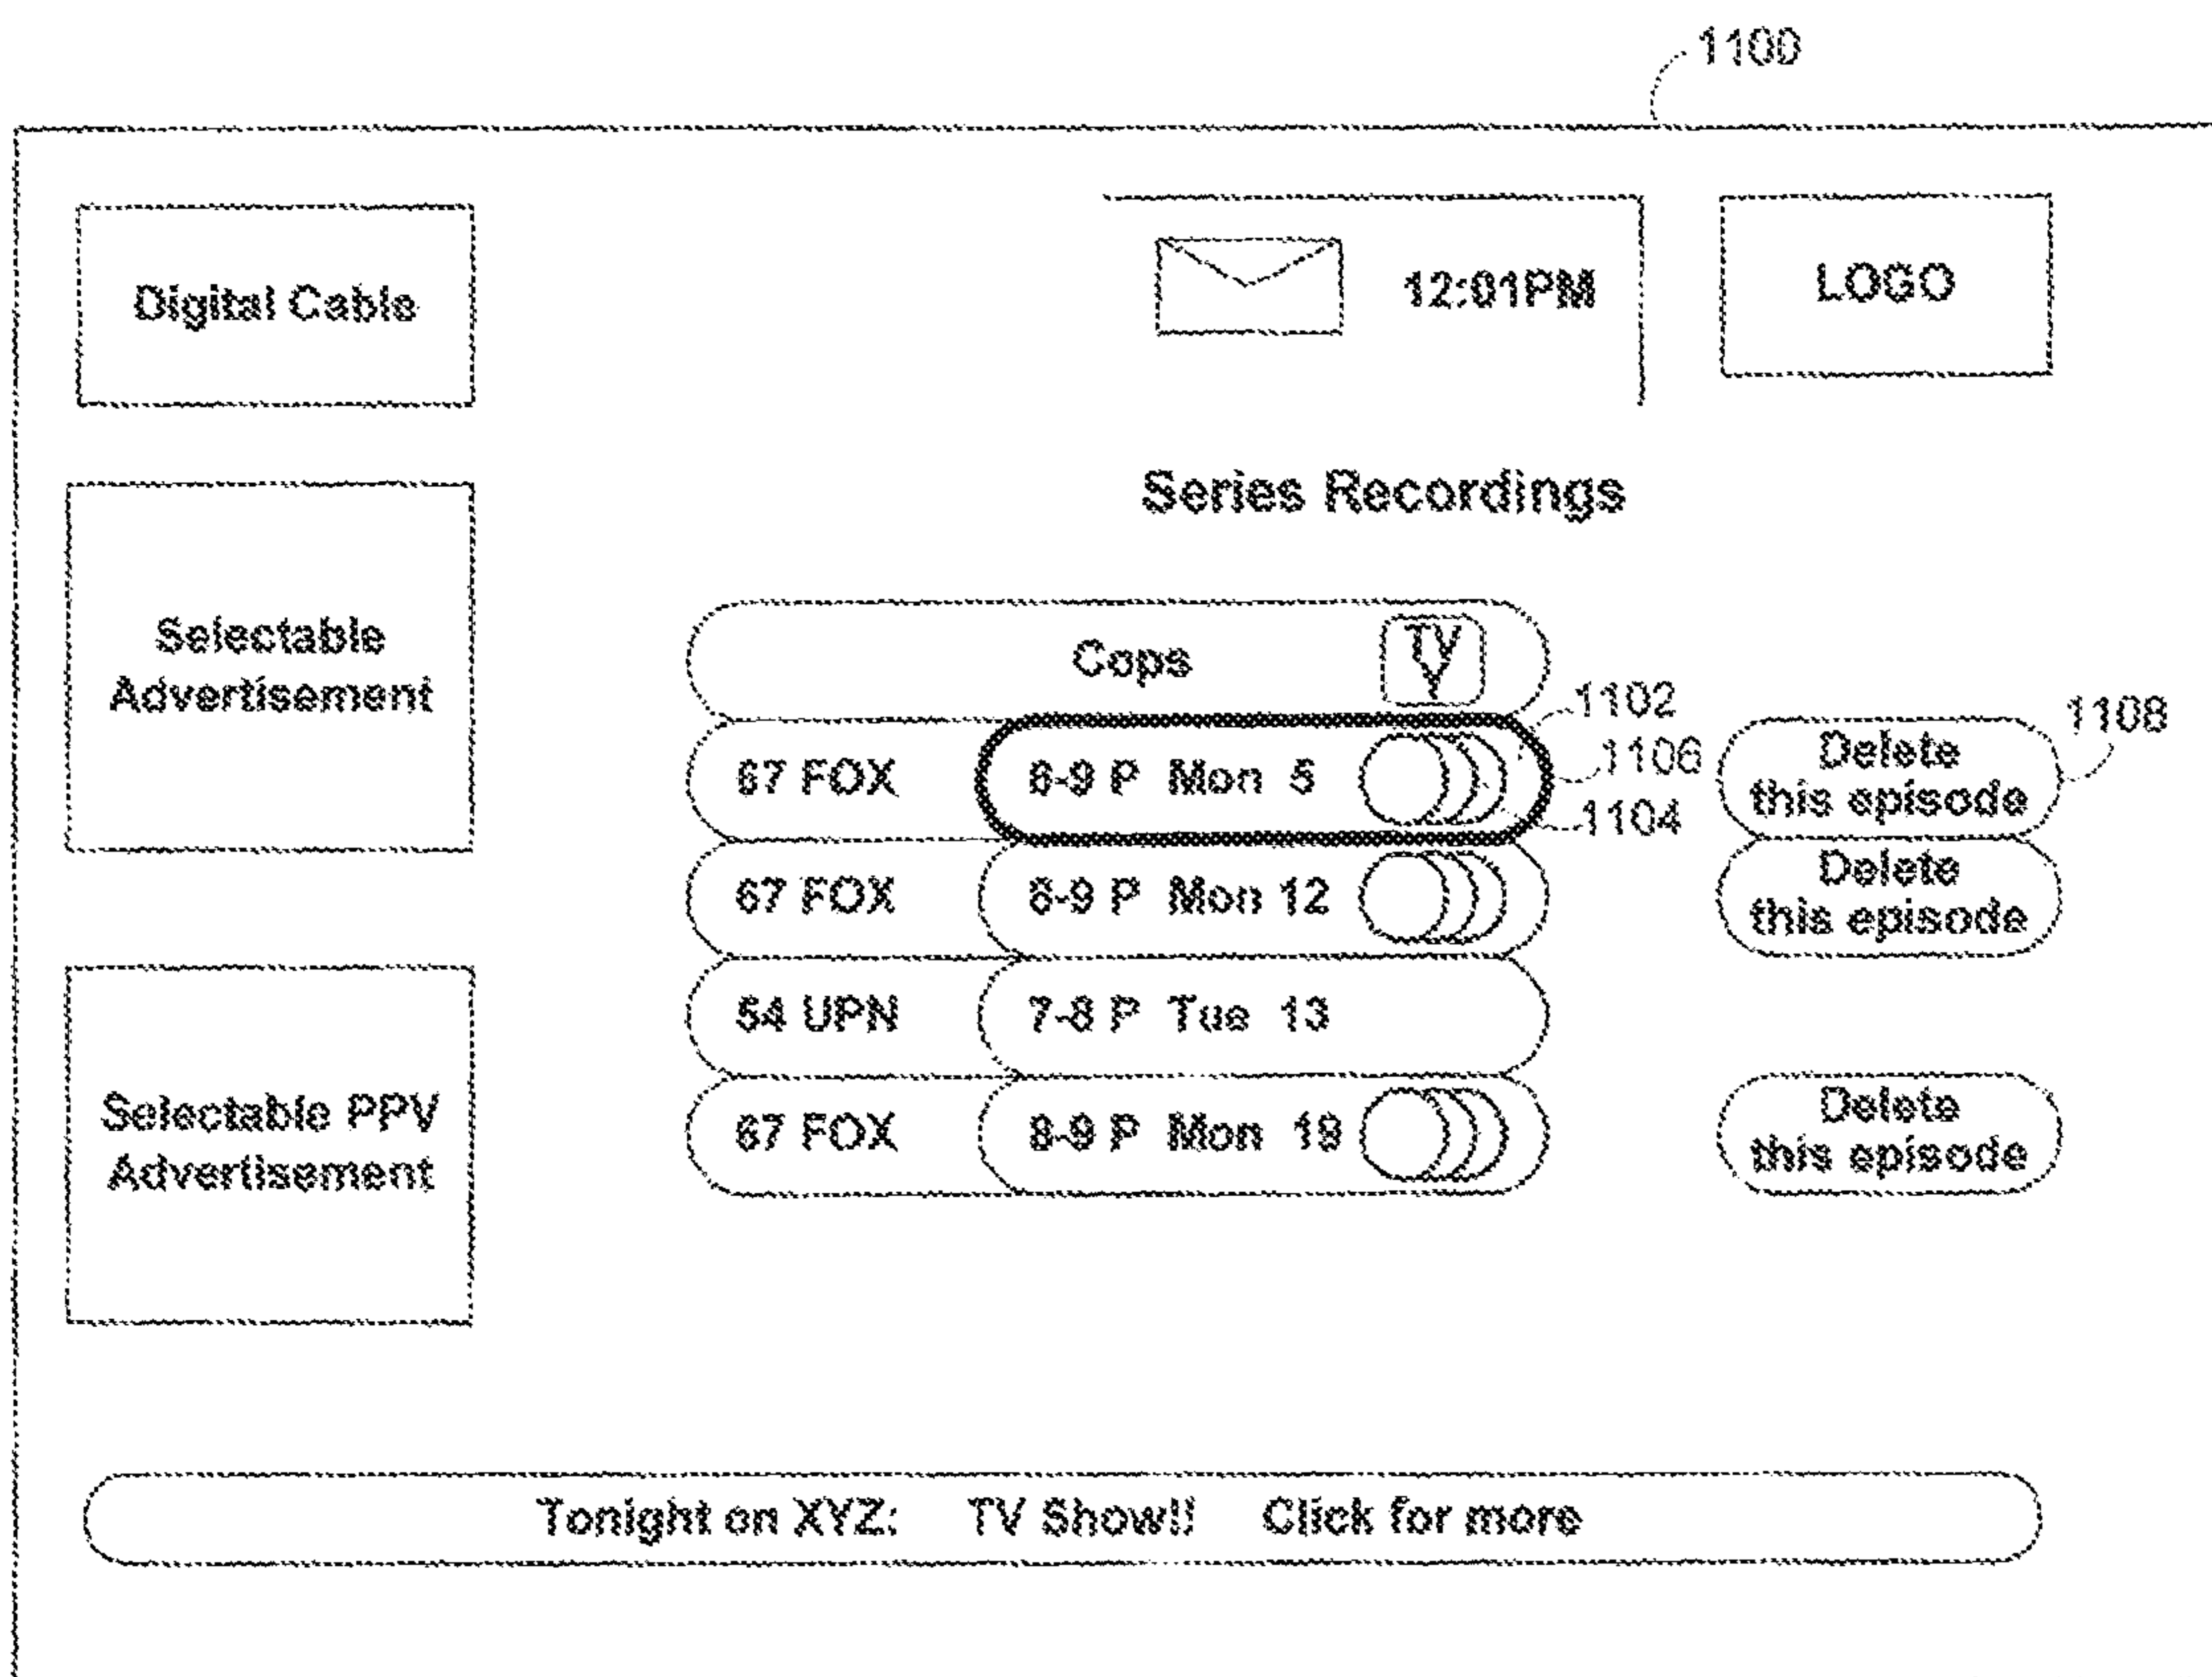 1100
Digital Cable
12:01PM
LOGO
Series Recordings
Selectable
Advertisement
Cops
TV
1102
1106
1104
1108
67 FOX 8-9 P Mon 5
Delete
this episode
67 FOX 8-9 P Mon 12
Delete
this episode
54 UPN 7-8 P Tue 13
67 FOX 8-9 P Mon 19
Delete
this episode
Selectable PPV
Advertisement
Tonight on XYZ: TV Show!! Click for more